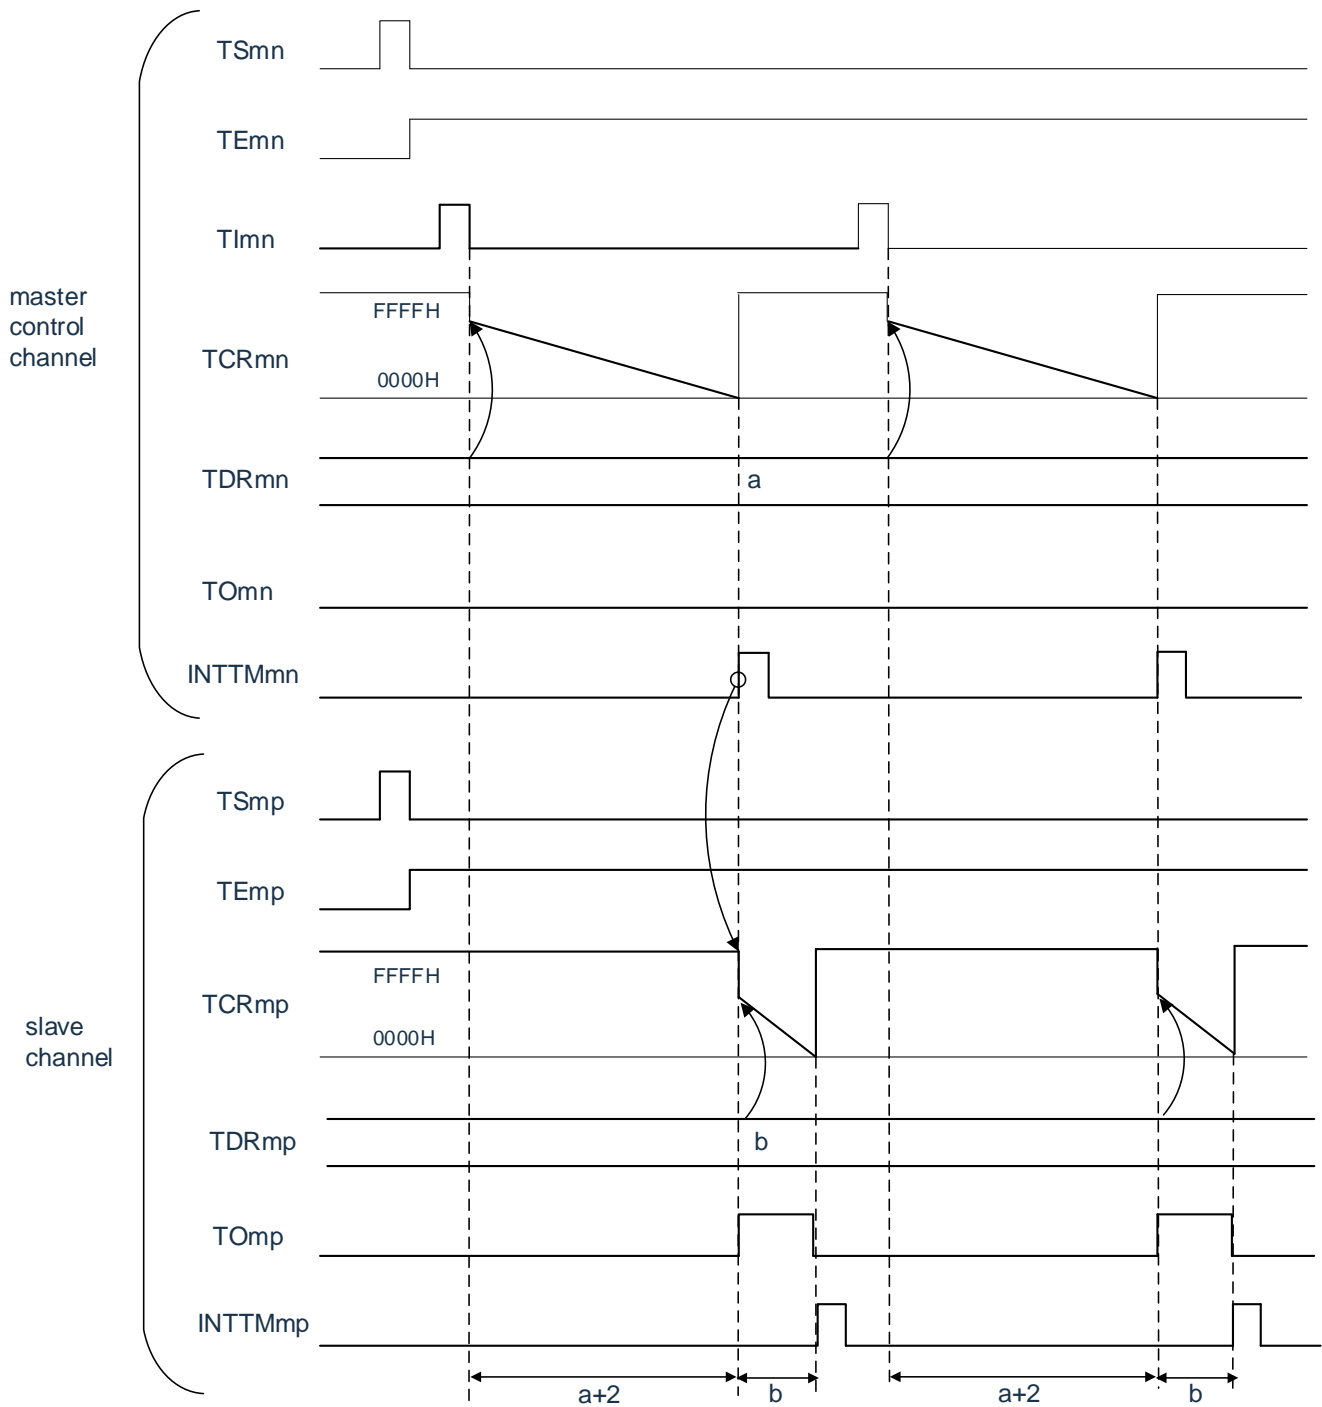 TSmn
TEmn
TImn
master
control
channel
FFFFH
TCRmn
0000H
TDRmn
a
TOmn
INTTMmn
TSmp
TEmp
FFFFH
TCRmp
slave
channel
0000H
TDRmp
b
TOmp
INTTMmp
a+2
b
a+2
b